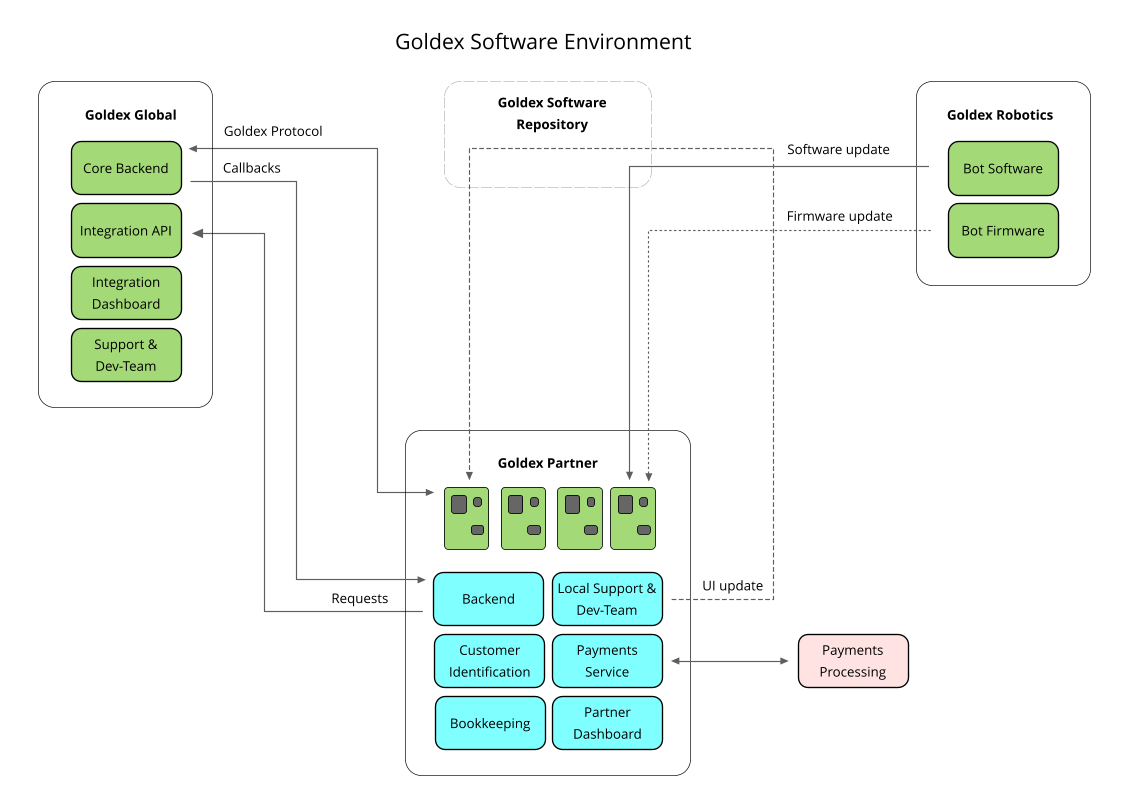 Goldex Software Environment
Goldex Global
Core Backend
Integration API
Integration
Dashboard
Support &
Dev-Team
Goldex Protocol
Callbacks
Requests
Goldex Software
Repository
Goldex Robotics
Software update
Bot Software
Firmware update
Bot Firmware
Goldex Partner
Backend
Local Support &
Dev-Team
UI update
Customer
Identification
Payments
Service
Payments
Processing
Bookkeeping
Partner
Dashboard